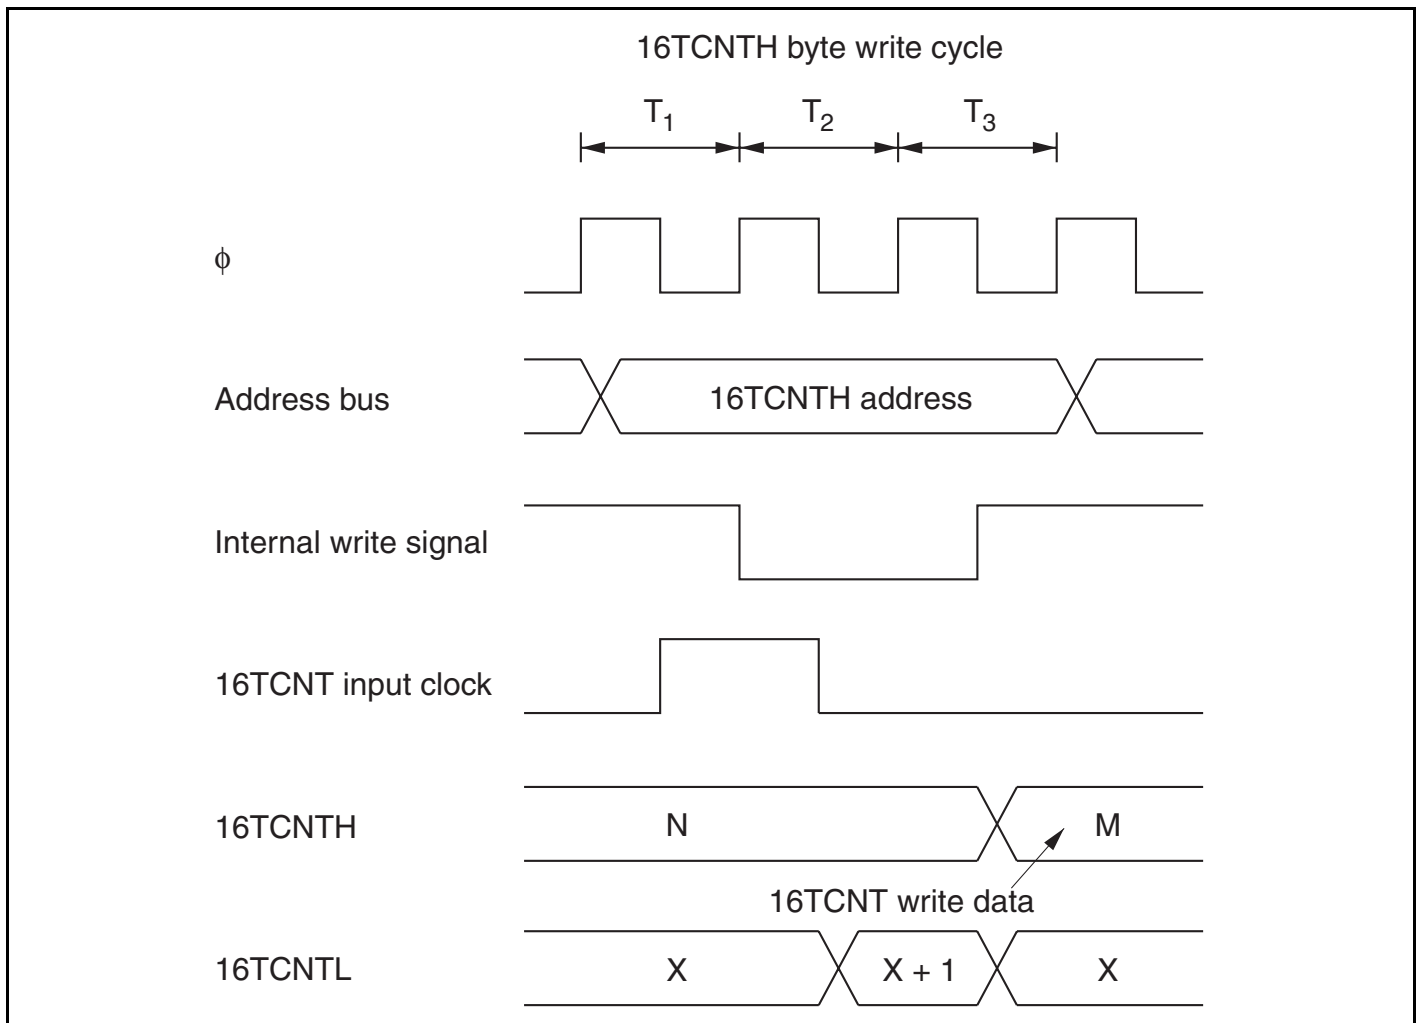 16TCNTH byte write cycle
T1 T2 T3
ϕ
Address bus 16TCNTH address
Internal write signal
16TCNT input clock
16TCNTH N M
16TCNT write data
16TCNTL X X + 1 X